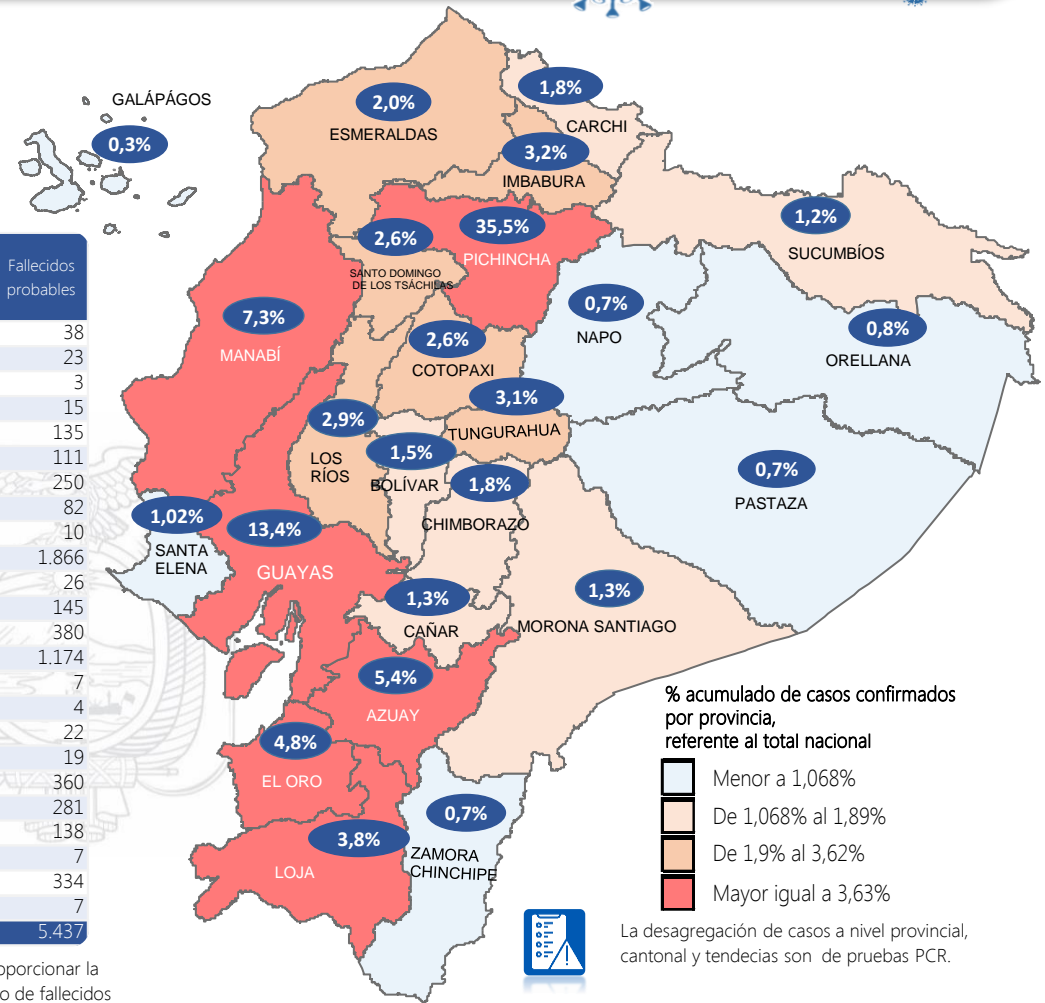 GALÁPÁGOS
0,3%
2,0%
ESMERALDAS
1,8%
CARCHI
3,2%
IMBABURA
1,2%
SUCUMBÍOS
35,5%
PICHINCHA
2,6%
SANTO DOMINGO
DE LOS TSÁCHILAS
0,7%
NAPO
0,8%
ORELLANA
7,3%
MANABÍ
2,6%
COTOPAXI
3,1%
TUNGURAHUA
2,9%
LOS
RÍOS
1,5%
BOLÍVAR
1,8%
CHIMBORAZO
0,7%
PASTAZA
1,02%
SANTA
ELENA
13,4%
GUAYAS
1,3%
CAÑAR
1,3%
MORONA SANTIAGO
5,4%
AZUAY
4,8%
EL ORO
3,8%
LOJA
0,7%
ZAMORA
CHINCHIPE
Fallecidos
probables
38
23
3
15
135
111
250
82
10
1.866
26
145
380
1.174
7
4
22
19
360
281
138
7
334
7
5.437
oporcionar la
o de fallecidos
% acumulado de casos confirmados
por provincia,
referente al total nacional
Menor a 1,068%
De 1,068% al 1,89%
De 1,9% al 3,62%
Mayor igual a 3,63%
La desagregación de casos a nivel provincial,
cantonal y tendecias son de pruebas PCR.